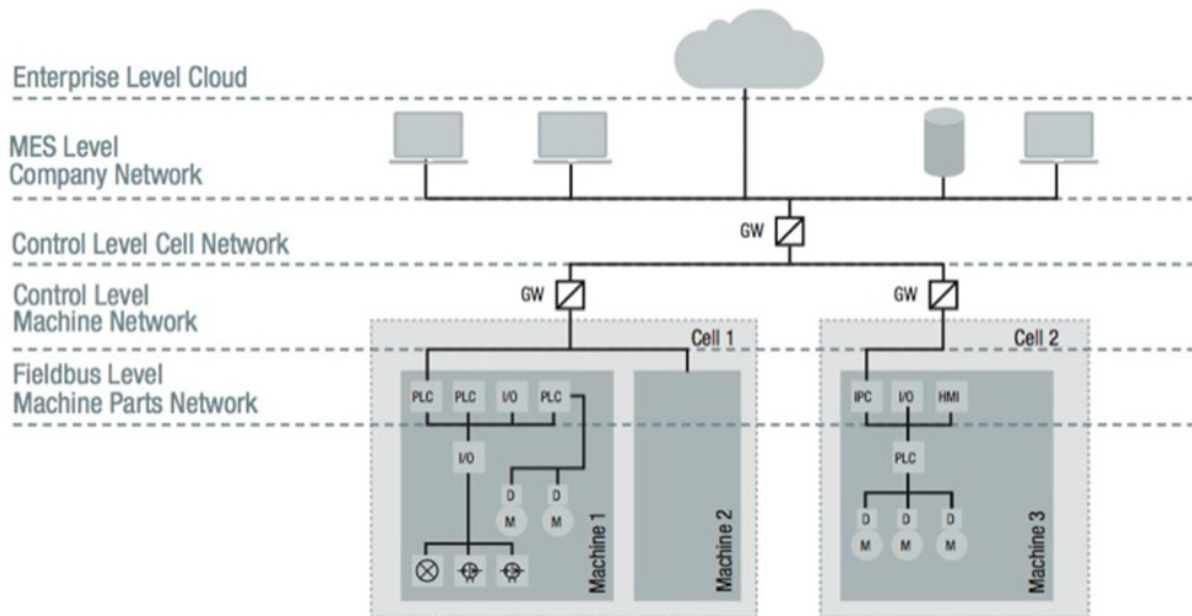 Enterprise Level Cloud
MES Level
Company Network
GW
Control Level Cell Network
Control Level
Machine Network
GW
GW
Cell 1
Cell 2
Fieldbus Level
Machine Parts Network
PLC PLC I/O PLC
IPC I/O HMI
I/O
PLC
D D
M M
D D D
M M M
Machine 1
Machine 2
Machine 3